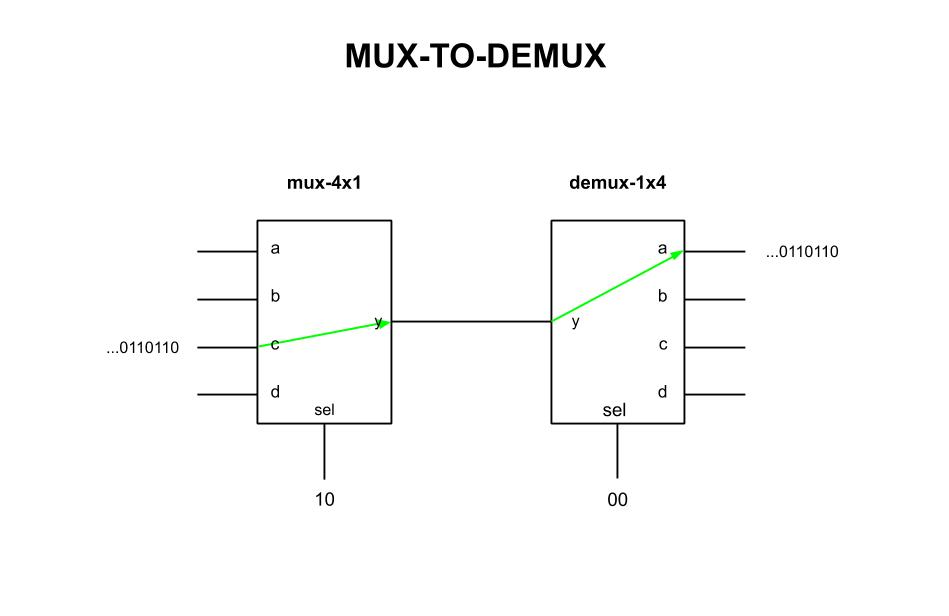 MUX-TO-DEMUX
mux-4x1
demux-1x4
a
b
c
d
y
sel
...0110110
10
y
a
b
c
d
sel
...0110110
00